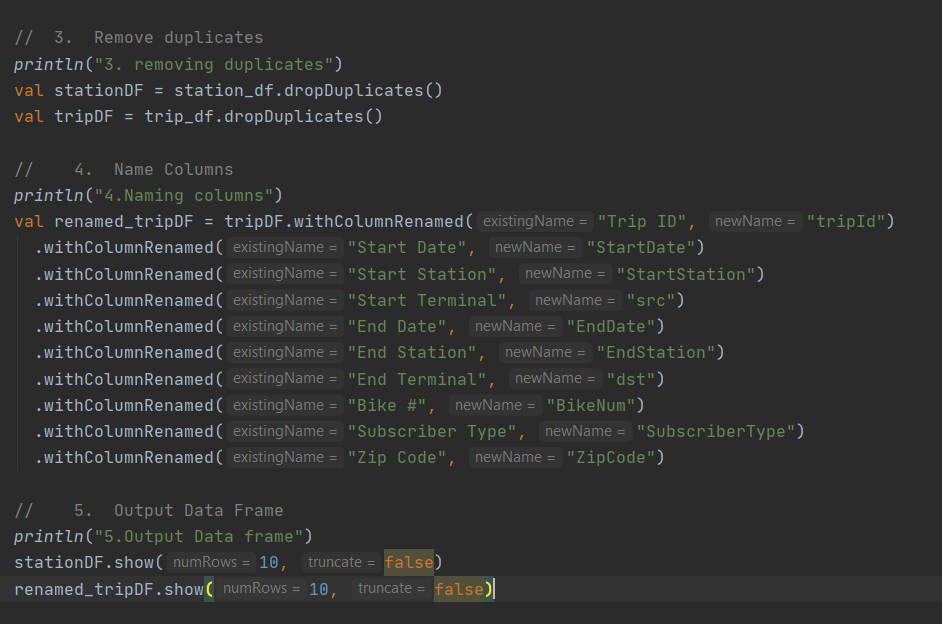 //  3.  Remove duplicates
println("3. removing duplicates")
val stationDF = station_df.dropDuplicates()
val tripDF = trip_df.dropDuplicates()
//    4.  Name Columns
println("4.Naming columns")
val renamed_tripDF = tripDF.withColumnRenamed( existingName = "Trip ID", newName = "tripId")
.withColumnRenamed( existingName = "Start Date", newName = "StartDate")
.withColumnRenamed( existingName = "Start Station", newName = "StartStation")
.withColumnRenamed( existingName = "Start Terminal", newName = "src")
.withColumnRenamed( existingName = "End Date", newName = "EndDate")
.withColumnRenamed( existingName = "End Station", newName = "EndStation")
.withColumnRenamed( existingName = "End Terminal", newName = "dst")
.withColumnRenamed( existingName = "Bike #", newName = "BikeNum")
.withColumnRenamed( existingName = "Subscriber Type", newName = "SubscriberType")
.withColumnRenamed( existingName = "Zip Code", newName = "ZipCode")
//    5.  Output Data Frame
println("5.Output Data frame")
stationDF.show( numRows = 10, truncate = false)
renamed_tripDF.show( numRows = 10, truncate = false)